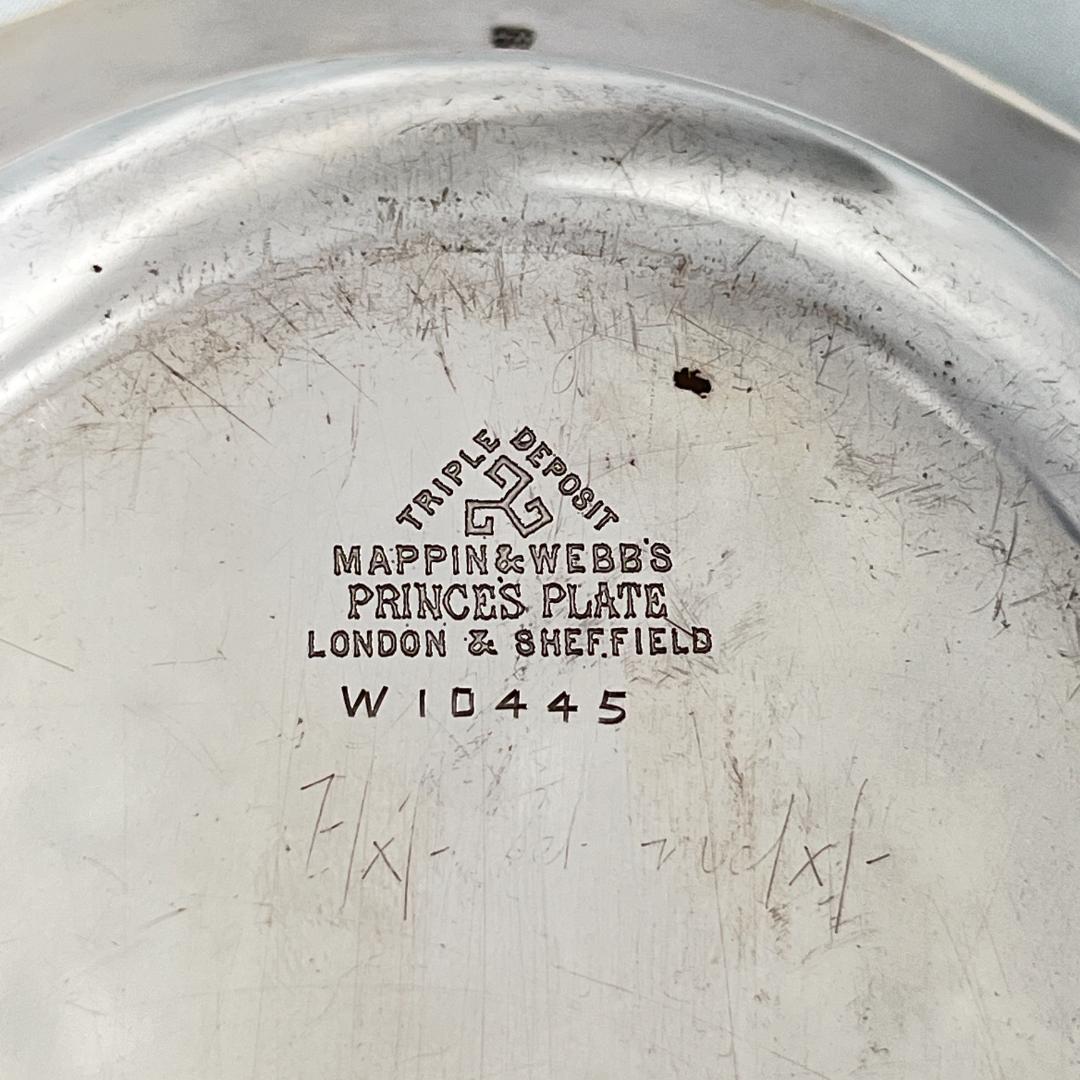 TRIPLE DEPOSIT
MAPPIN & WEBB'S
PRINCE'S PLATE
LONDON & SHEFFIELD
W10445